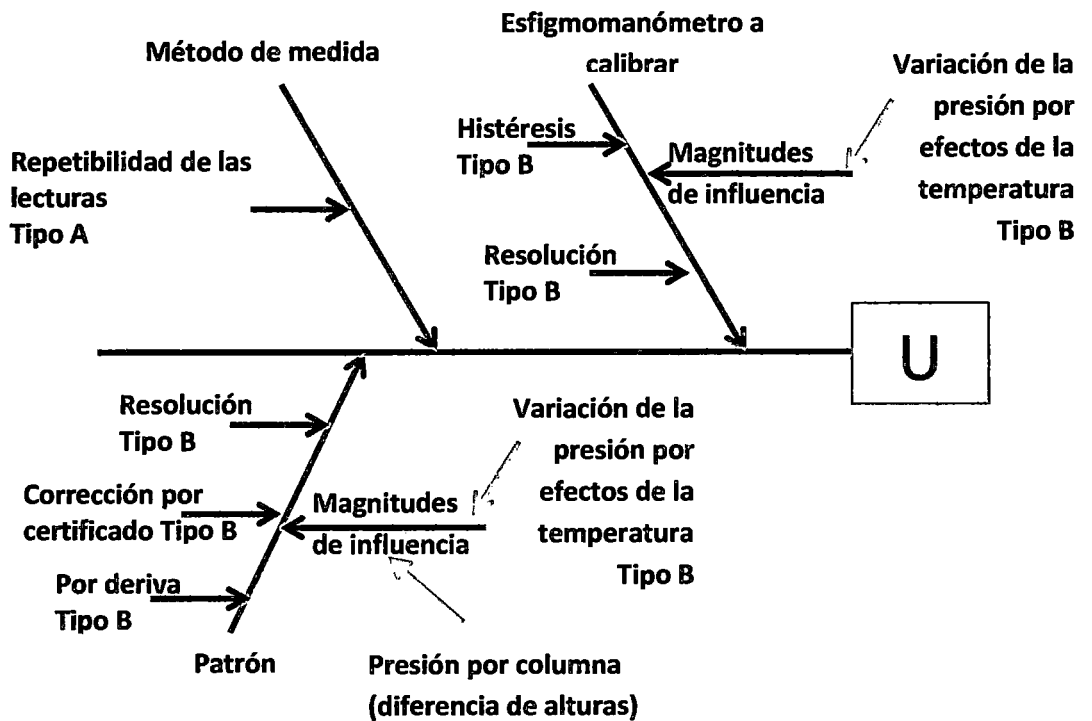 Método de medida
Esfigmomanómetro a
calibrar
Variación de la
presión por
efectos de la
temperatura
Tipo B
Histéresis
Tipo B
Magnitudes
de influencia
Repetibilidad de las
lecturas
Tipo A
Resolución
Tipo B
U
Resolución
Tipo B
Variación de la
presión por
efectos de la
temperatura
Tipo B
Corrección por
certificado Tipo B
Magnitudes
de influencia
Por deriva
Tipo B
Patrón
Presión por columna
(diferencia de alturas)